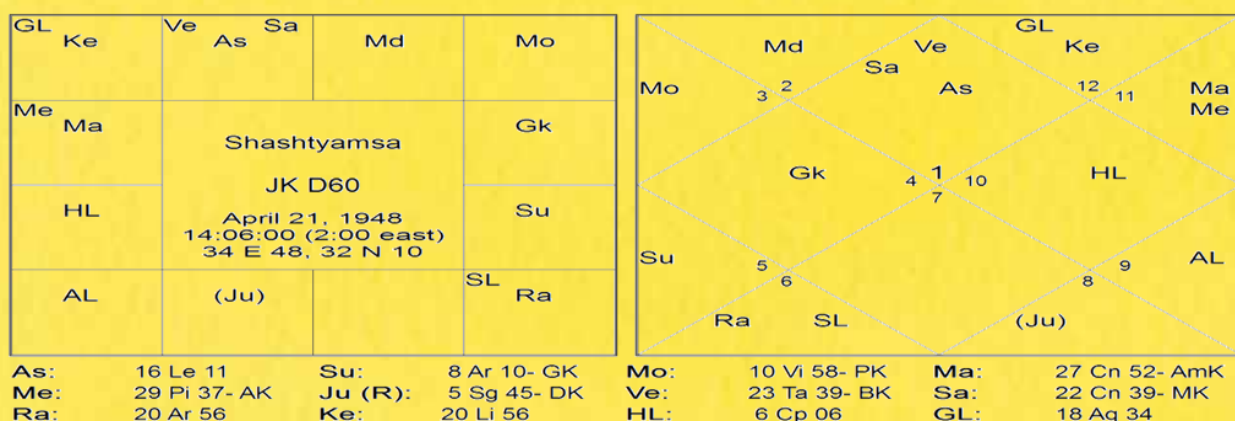 GL Ke Ve As Sa Md Mo
Me Ma Gk
Shashtyamsa
JK D60
HL Su
April 21, 1948
14:06:00 (2:00 east)
34 E 48, 32 N 10
AL (Ju) SL Ra
GL
Md Ve Ke
Sa
Mo 3 2 As 12 11 Ma
Me
Gk 4 1 10 HL
7
Su 5 9 AL
6 8
Ra SL (Ju)
As: 16 Le 11 Su: 8 Ar 10- GK Mo: 10 Vi 58- PK Ma: 27 Cn 52- AmK
Me: 29 Pi 37- AK Ju (R): 5 Sg 45- DK Ve: 23 Ta 39- BK Sa: 22 Cn 39- MK
Ra: 20 Ar 56 Ke: 20 Li 56 HL: 6 Cp 06 GL: 18 Aq 34